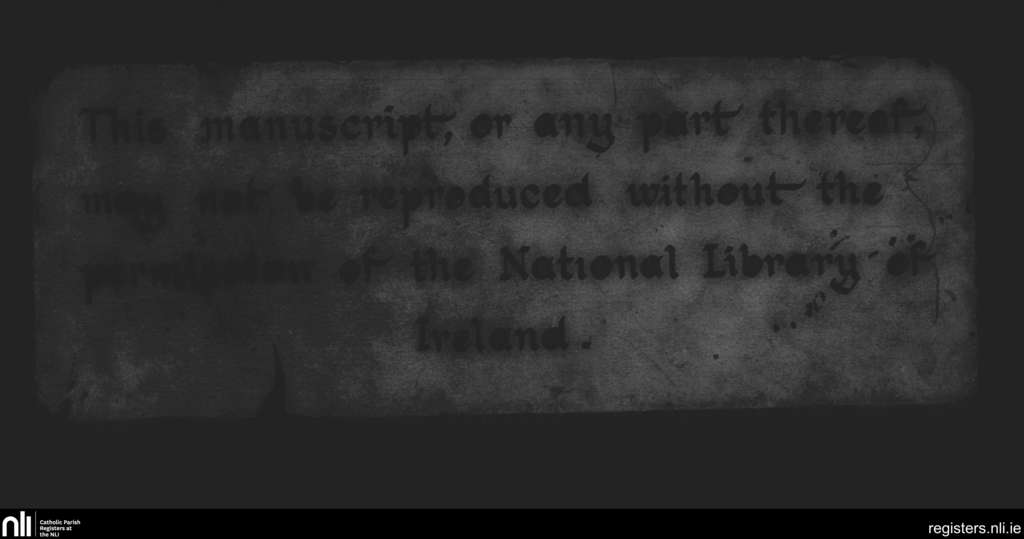 This manuscript, or any part thereof,
may not be reproduced without the
permission of the National Library of
Ireland.
nli
Catholic Parish
Registers at
the NLI
registers.nli.ie